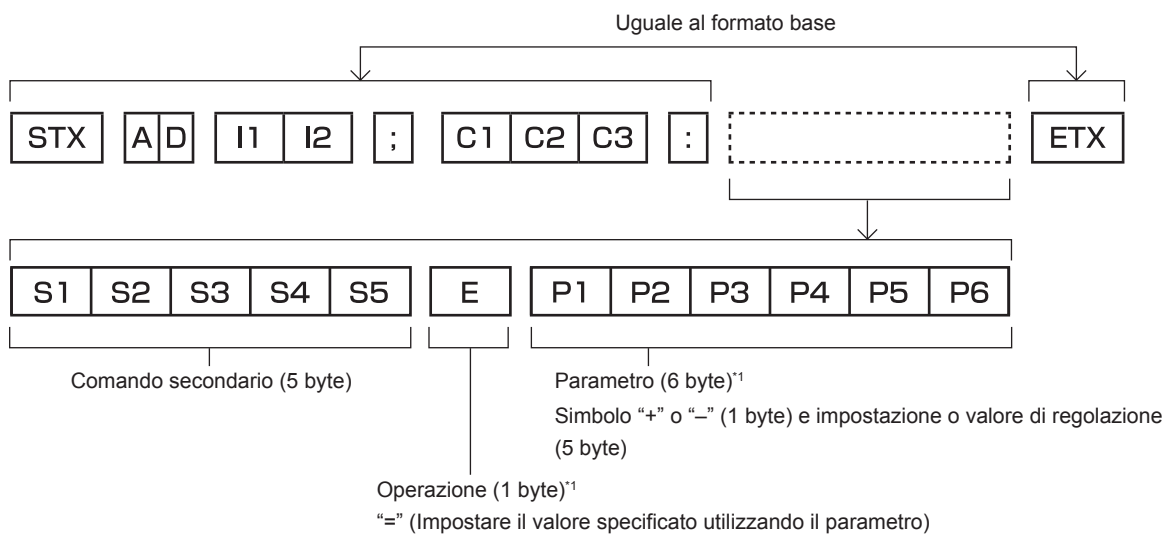 Uguale al formato base
STX A D I1 I2 ; C1 C2 C3 : ETX
S1 S2 S3 S4 S5 E P1 P2 P3 P4 P5 P6
Comando secondario (5 byte)
Parametro (6 byte)*1
Simbolo “+” o “–” (1 byte) e impostazione o valore di regolazione
(5 byte)
Operazione (1 byte)*1
“=” (Impostare il valore specificato utilizzando il parametro)